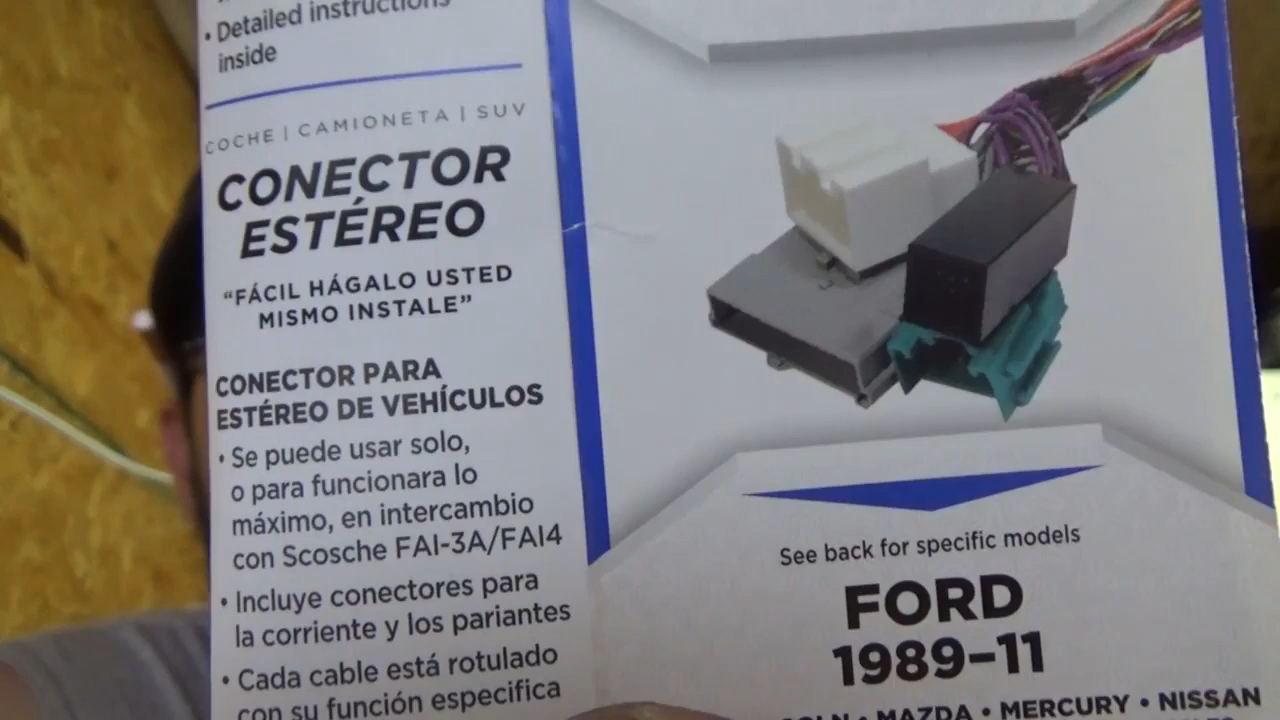 • Detailed instructions
inside
COCHE | CAMIONETA | SUV
CONECTOR
ESTÉREO
“FÁCIL HÁGALO USTED
MISMO INSTALE”
CONECTOR PARA
ESTÉREO DE VEHÍCULOS
• Se puede usar solo,
o para funcionara lo
máximo, en intercambio
con Scosche FAI-3A/FAI4
• Incluye conectores para
la corriente y los pariantes
• Cada cable está rotulado
con su función especifica
See back for specific models
FORD
1989-11
• MAZDA • MERCURY • NISSAN